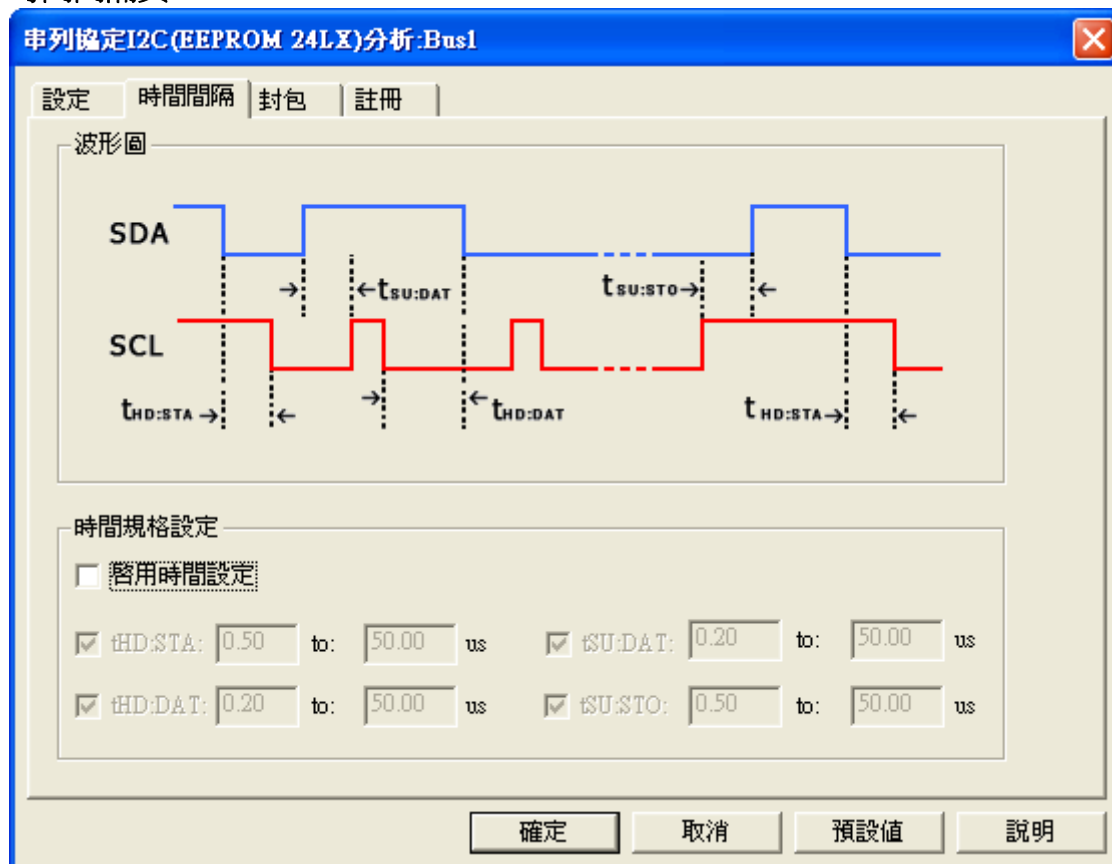 串列協定I2C(EEPROM 24LX)分析:Bus1
設定 時間間隔 封包 註冊
波形圖
SDA
tSU:DAT tSU:STO
SCL
tHD:STA tHD:DAT tHD:STA
時間規格設定
啓用時間設定
tHD:STA: 0.50 to: 50.00 us tSU:DAT: 0.20 to: 50.00 us
tHD:DAT: 0.20 to: 50.00 us tSU:STO: 0.50 to: 50.00 us
確定 取消 預設値 說明